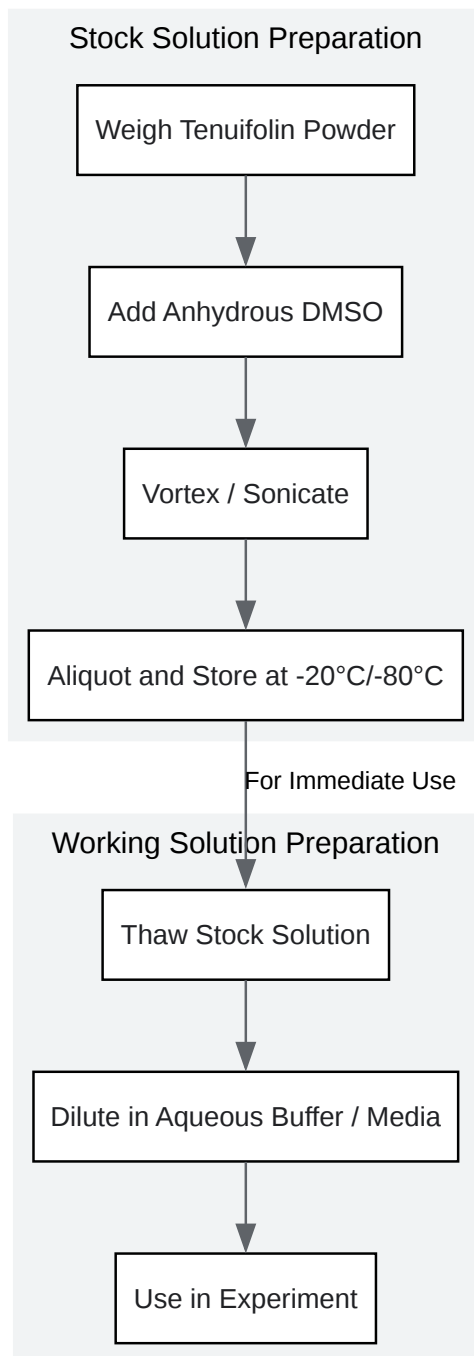 Stock Solution Preparation
Weigh Tenuifolin Powder
Add Anhydrous DMSO
Vortex / Sonicate
Aliquot and Store at -20°C/-80°C
For Immediate Use
Working Solution Preparation
Thaw Stock Solution
Dilute in Aqueous Buffer / Media
Use in Experiment